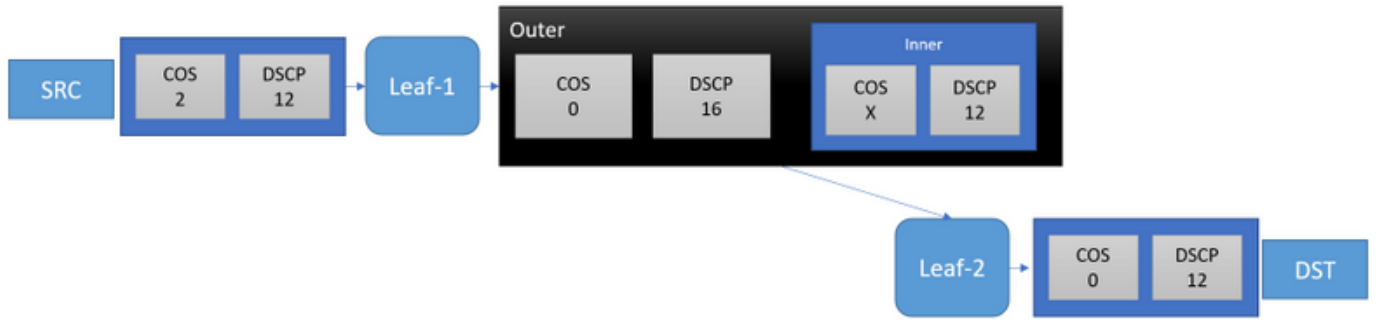 SRC
COS
2
DSCP
12
Leaf-1
Outer
COS
0
DSCP
16
Inner
COS
X
DSCP
12
Leaf-2
COS
0
DSCP
12
DST